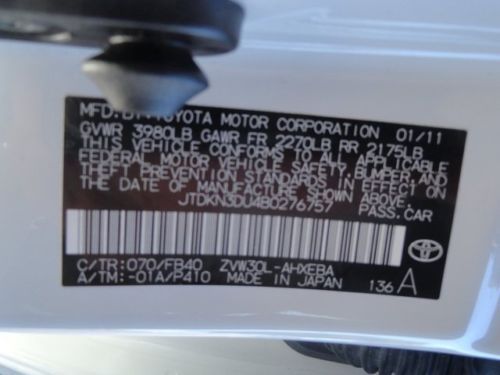 MFD. BY: TOYOTA MOTOR CORPORATION 01/11
GVWR 3980LB GAWR FR 2270LB RR 2175LB
THIS VEHICLE CONFORMS TO ALL APPLICABLE
FEDERAL MOTOR VEHICLE SAFETY, BUMPER, AND
THEFT PREVENTION STANDARDS IN EFFECT ON
THE DATE OF MANUFACTURE SHOWN ABOVE.
JTDKN3DU4B0276757 PASS. CAR
C/TR: 070/FB40 ZVW30L-AHXEBA
A/TM: -01A/P410 MADE IN JAPAN 136 A